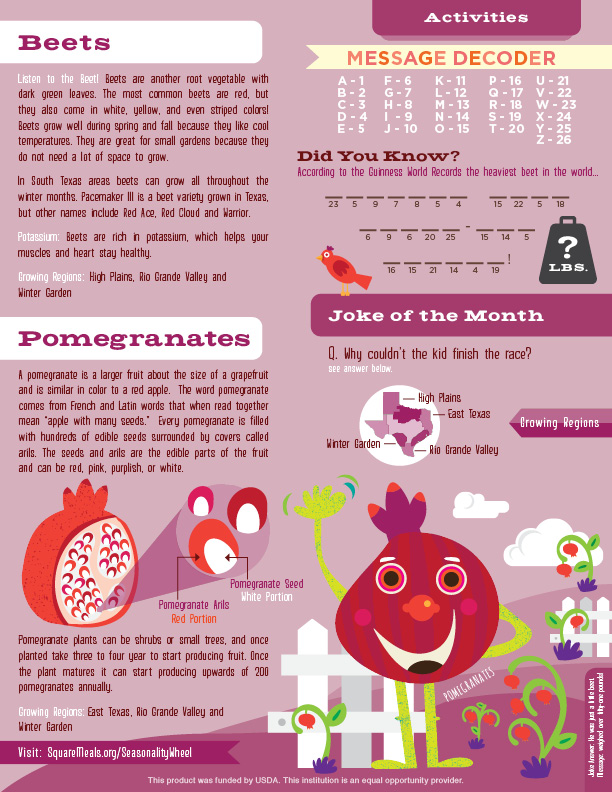 Beets
Listen to the Beet! Beets are another root vegetable with
dark green leaves. The most common beets are red, but
they also come in white, yellow, and even striped colors!
Beets grow well during spring and fall because they like cool
temperatures. They are great for small gardens because they
do not need a lot of space to grow.
In South Texas areas beets can grow all throughout the
winter months. Pacemaker III is a beet variety grown in Texas,
but other names include Red Ace, Red Cloud and Warrior.
Potassium: Beets are rich in potassium, which helps your
muscles and heart stay healthy.
Growing Regions: High Plains, Rio Grande Valley and
Winter Garden
Pomegranates
A pomegranate is a larger fruit about the size of a grapefruit
and is similar in color to a red apple. The word pomegranate
comes from French and Latin words that when read together
mean "apple with many seeds." Every pomegranate is filled
with hundreds of edible seeds surrounded by covers called
arils. The seeds and arils are the edible parts of the fruit
and can be red, pink, purplish, or white.
Pomegranate Seed
White Portion
Pomegranate Arils
Red Portion
Pomegranate plants can be shrubs or small trees, and once
planted take three to four year to start producing fruit. Once
the plant matures it can start producing upwards of 200
pomegranates annually.
Growing Regions: East Texas, Rio Grande Valley and
Winter Garden
Visit: SquareMeals.org/SeasonalityWheel
Activities
MESSAGE DECODER
A - 1 F - 6 K - 11 P - 16 U - 21
B - 2 G - 7 L - 12 Q - 17 V - 22
C - 3 H - 8 M - 13 R - 18 W - 23
D - 4 I - 9 N - 14 S - 19 X - 24
E - 5 J - 10 O - 15 T - 20 Y - 25
Z - 26
Did You Know?
According to the Guinness World Records the heaviest beet in the world...
23 5 9 7 8 5 4 15 22 5 18
6 9 6 20 25 - 15 14 5
16 15 21 14 4 19 !
?
LBS.
Joke of the Month
Q. Why couldn't the kid finish the race?
see answer below.
High Plains
East Texas
Winter Garden
Rio Grande Valley
Growing Regions
POMEGRANATES
Joke Answer: He was just a little beet.
Message: weighed over fifty-one pounds!
This product was funded by USDA. This institution is an equal opportunity provider.